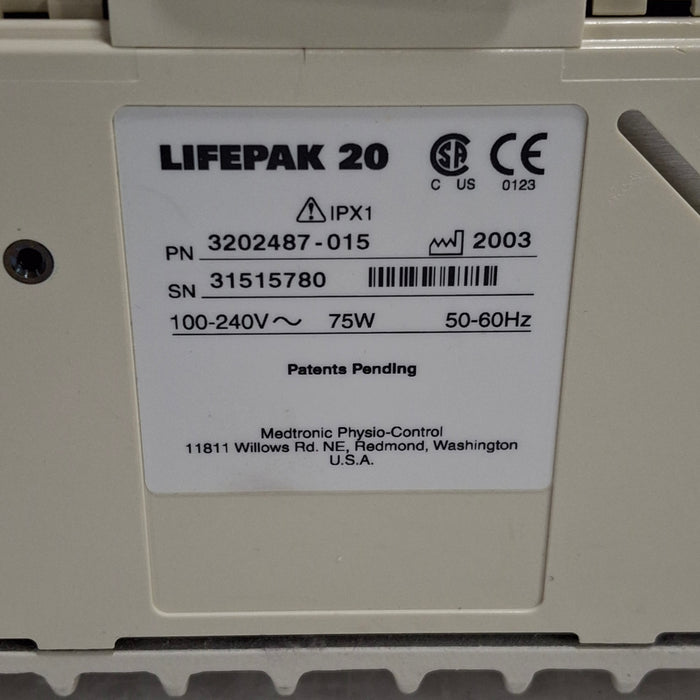 LIFEPAK 20
C US 0123
IPX1
PN 3202487-015 2003
SN 31515780
100-240V~ 75W 50-60Hz
Patents Pending
Medtronic Physio-Control
11811 Willows Rd. NE, Redmond, Washington
U.S.A.